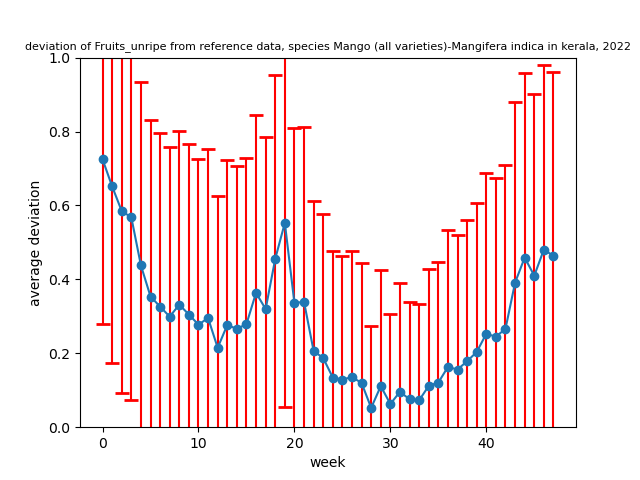 deviation of Fruits_unripe from reference data, species Mango (all varieties)-Mangifera indica in kerala, 2022
1.0
0.8
0.6
0.4
0.2
0.0
average deviation
0 10 20 30 40
week